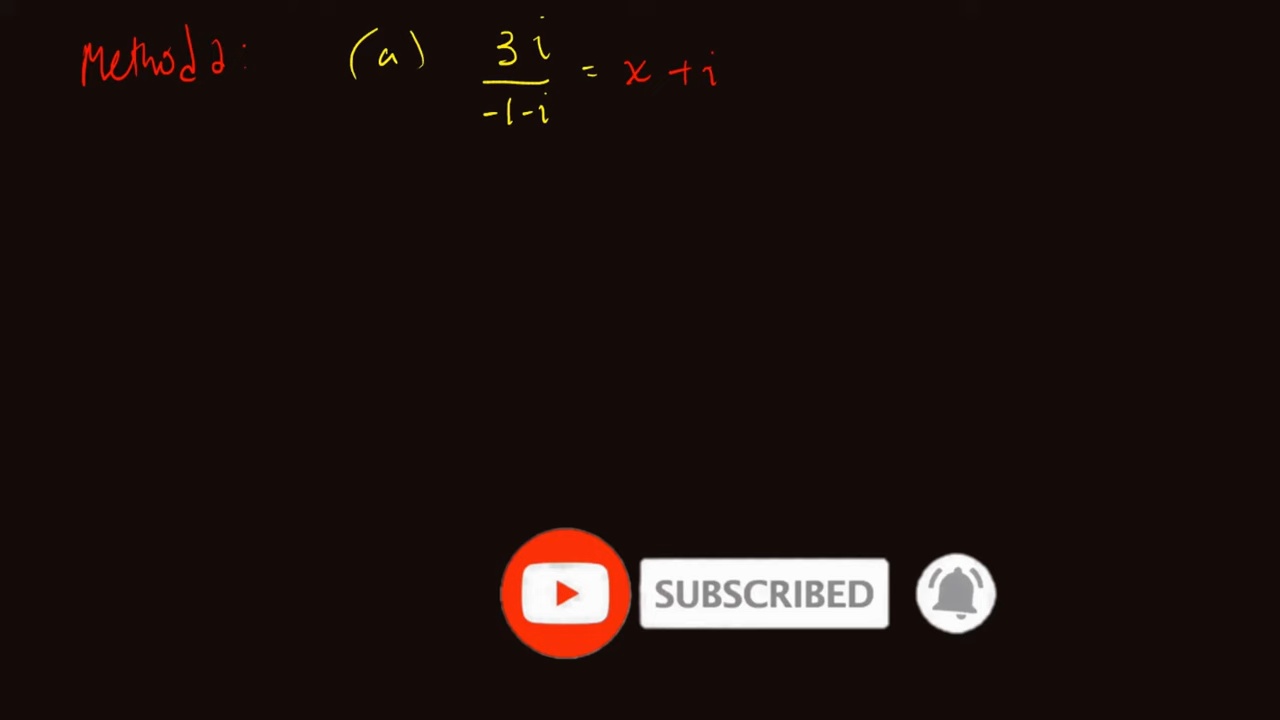 Method 2: (a) 3i / -1-i = x + i
SUBSCRIBED